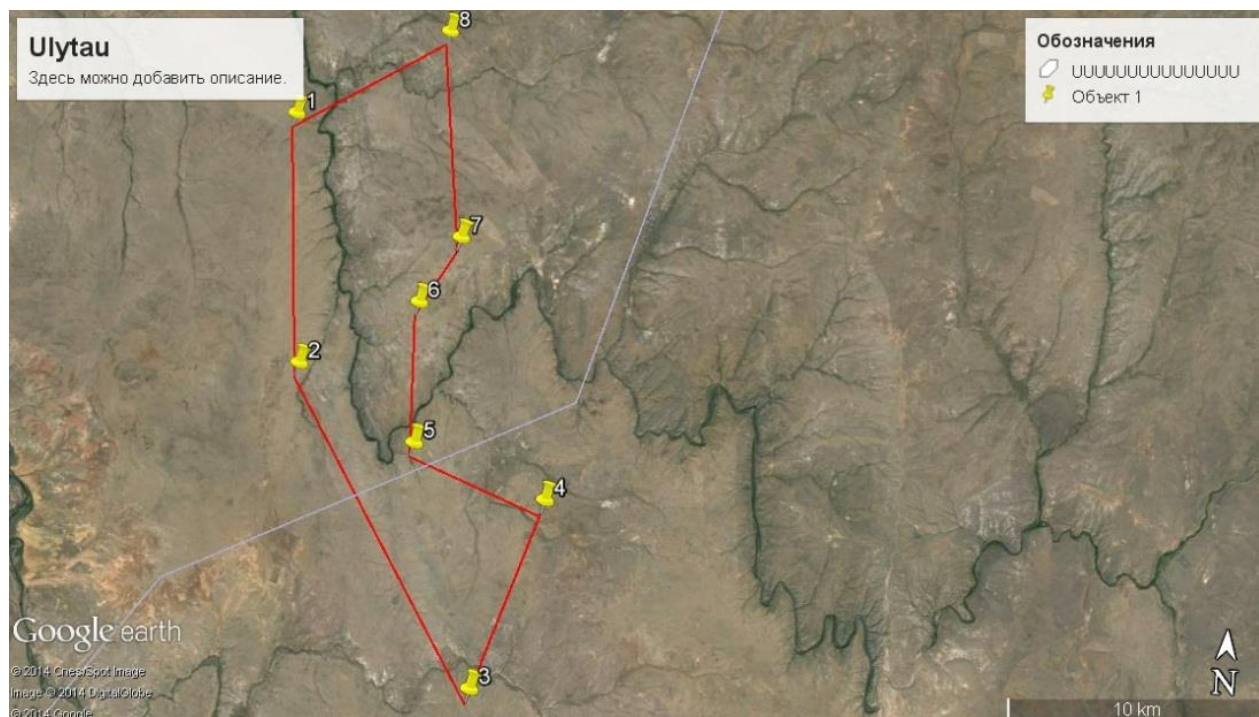 Ulytau
Здесь можно добавить описание.
Обозначения
UUUUUUUUUUUUUUU
Объект 1
8
1
7
6
2
5
4
3
Google earth
© 2014 Cnes/Spot Image
Image © 2014 DigitalGlobe
© 2014 Google
N
10 km